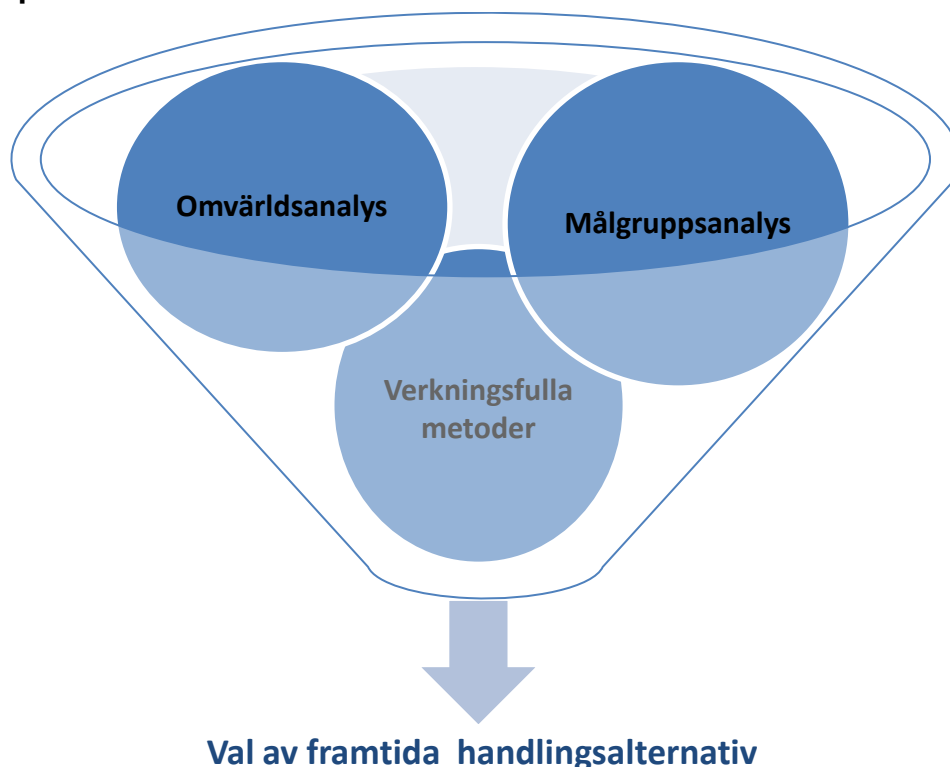 Omvärldsanalys
Målgruppsanalys
Verkningsfulla
metoder
Val av framtida  handlingsalternativ